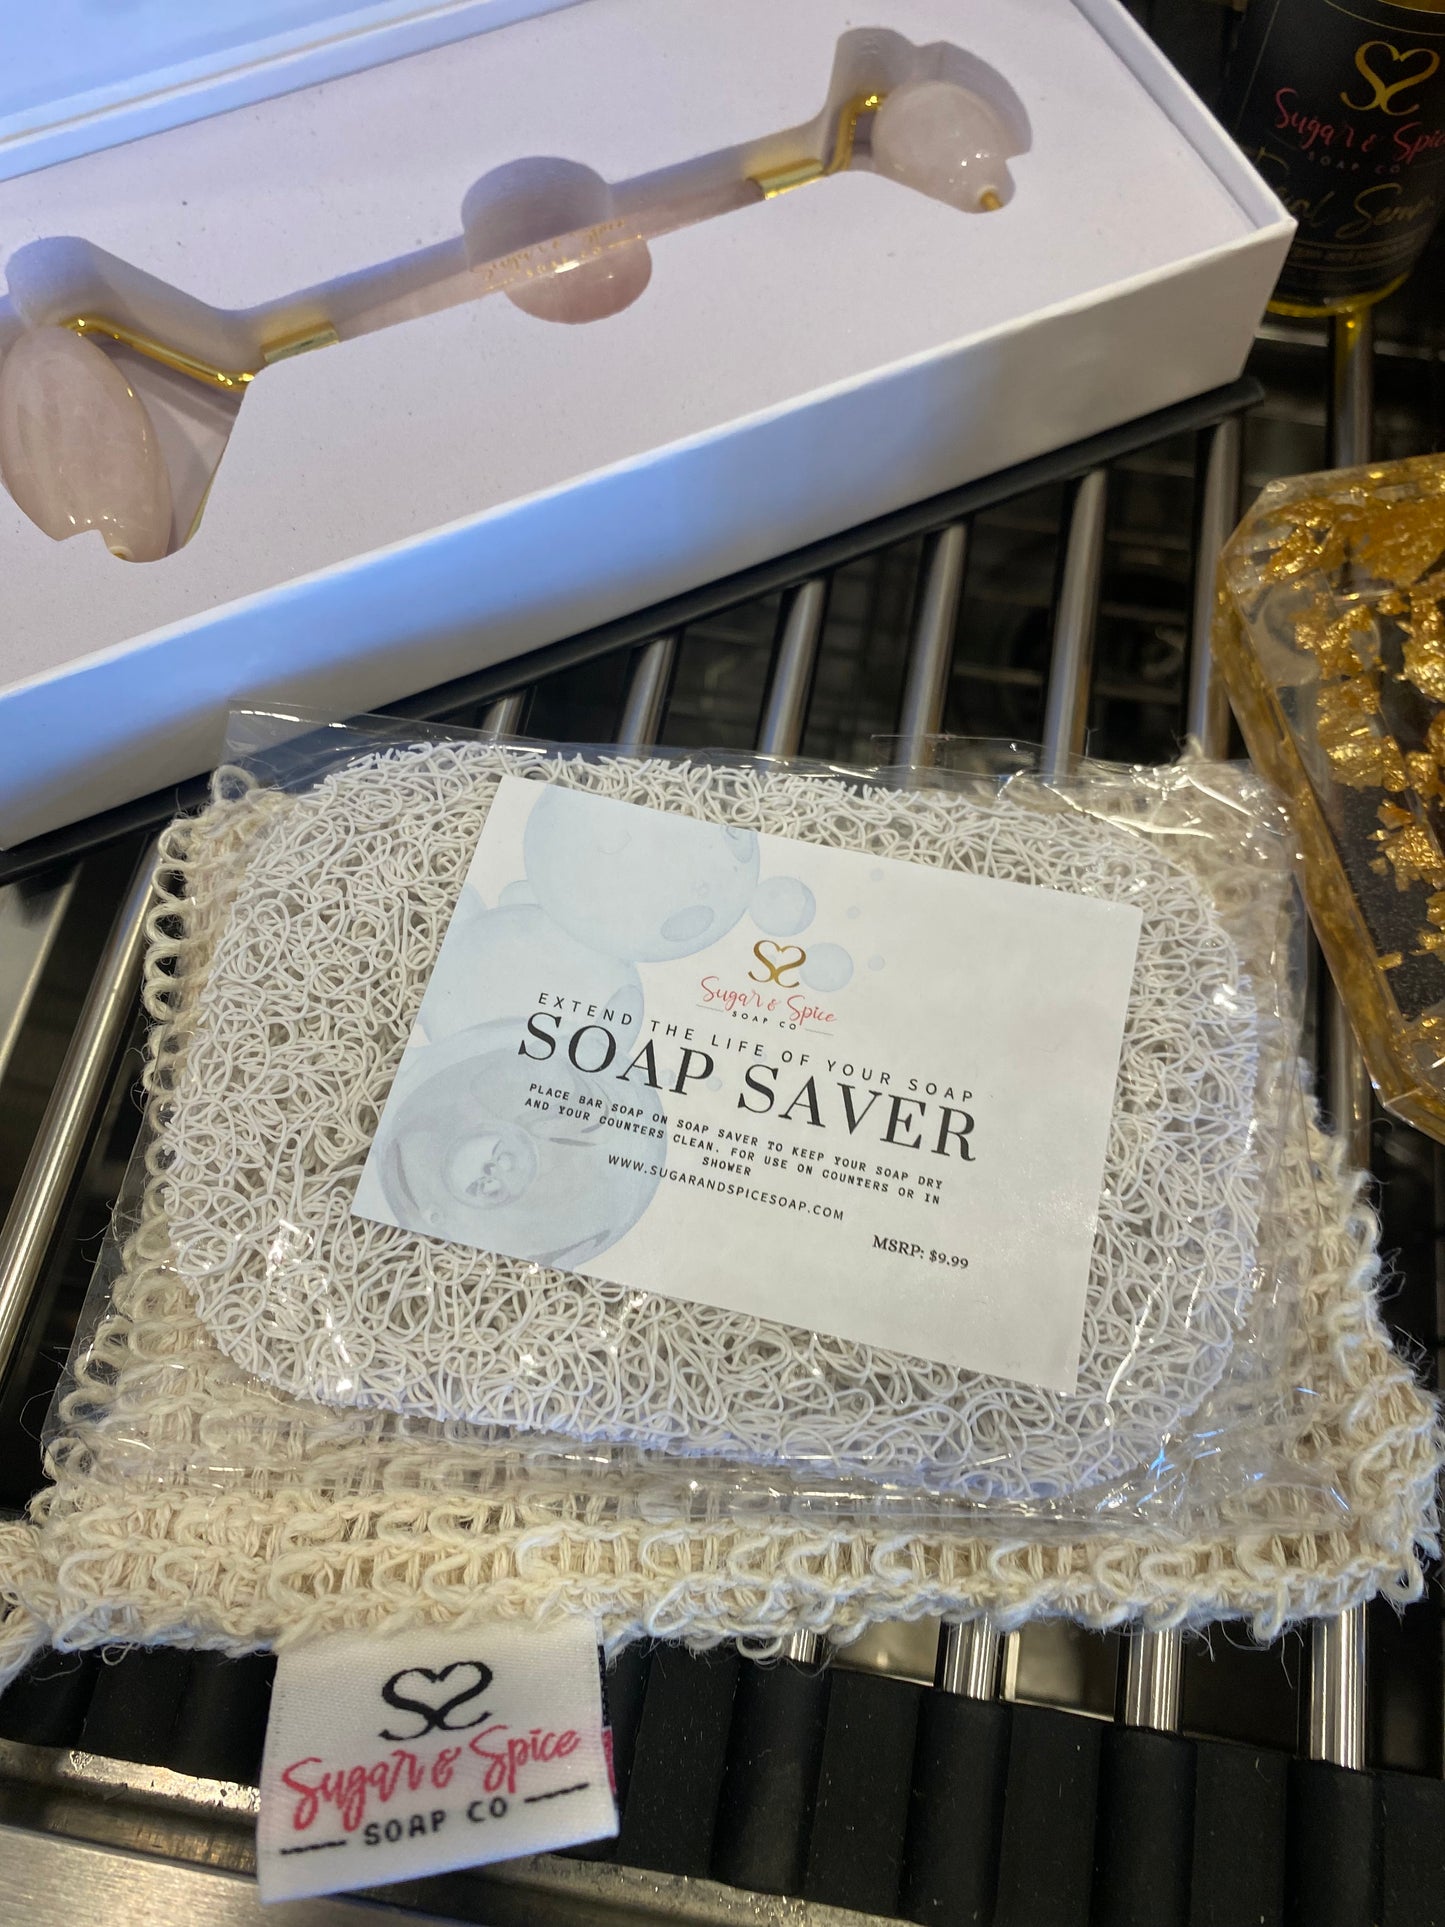 Sugar & Spice
SOAP CO
Sugar & Spice
SOAP CO
EXTEND THE LIFE OF YOUR SOAP
SOAP SAVER
PLACE BAR SOAP ON SOAP SAVER TO KEEP YOUR SOAP DRY
AND YOUR COUNTERS CLEAN. FOR USE ON COUNTERS OR IN
SHOWER
WWW.SUGARANDSPICESOAP.COM
MSRP: $9.99
Sugar & Spice
SOAP CO